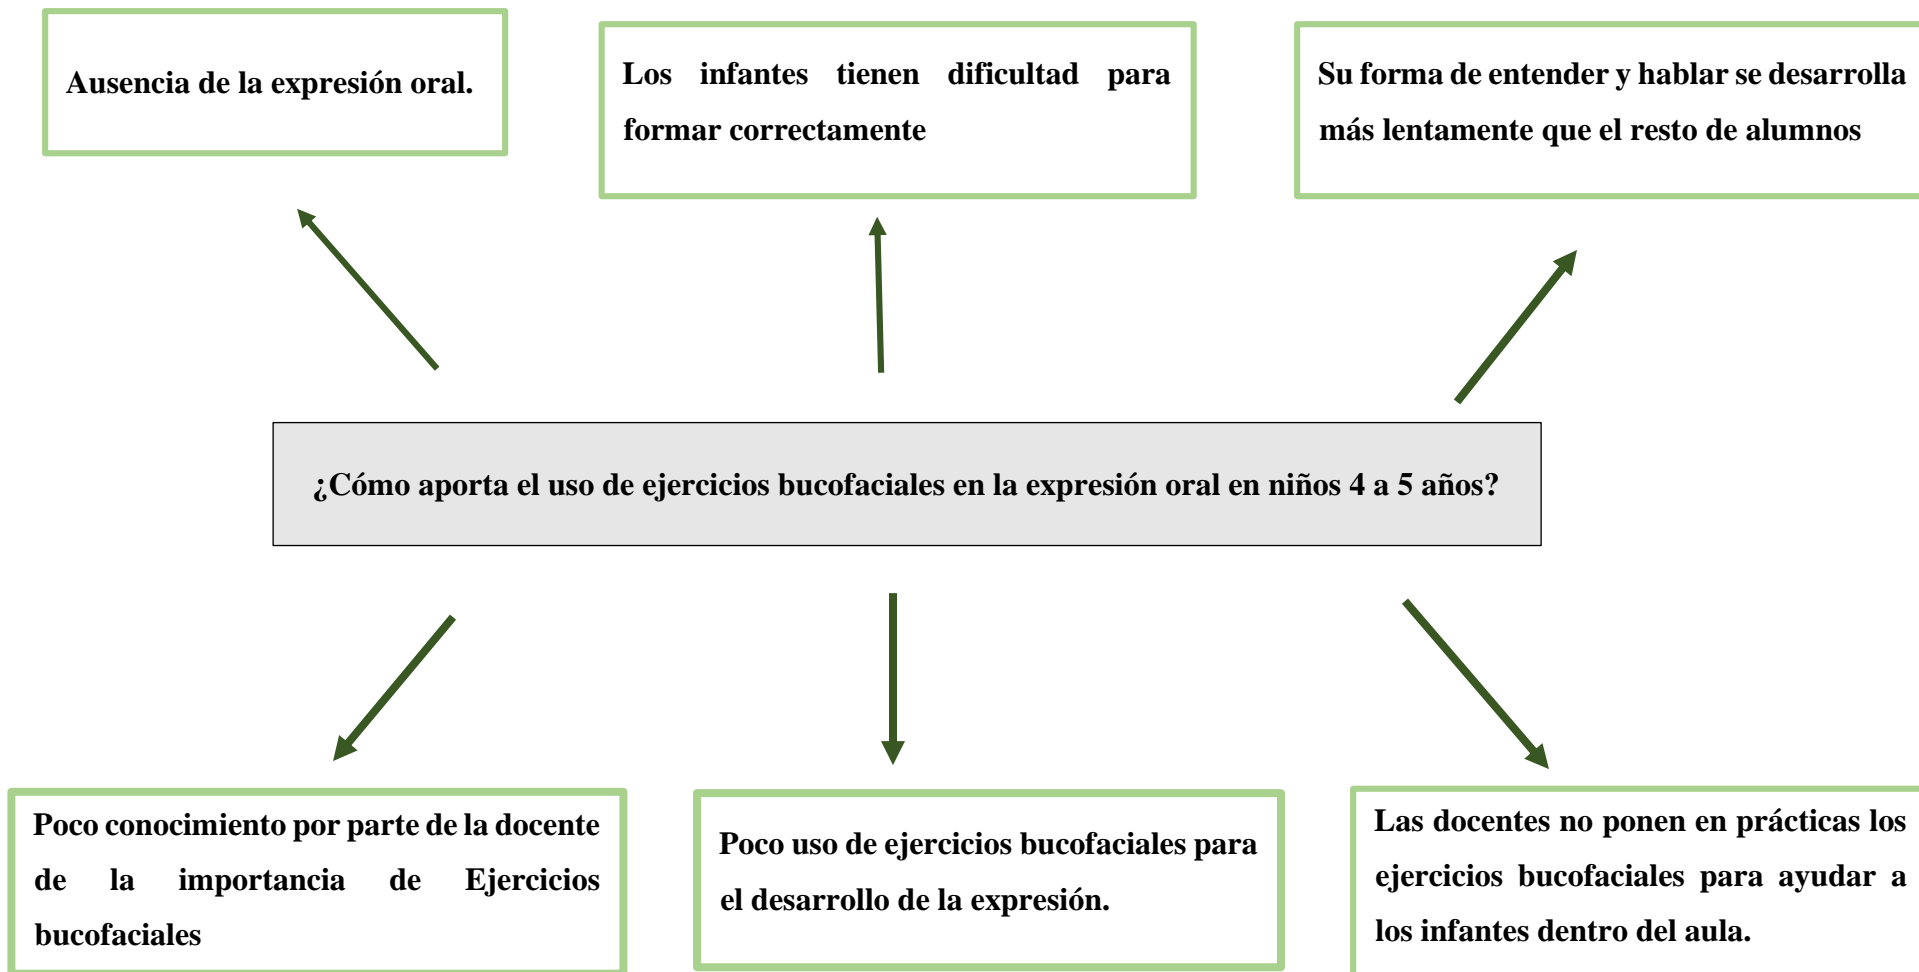 Ausencia de la expresión oral.
Los infantes tienen dificultad para
formar correctamente
Su forma de entender y hablar se desarrolla
más lentamente que el resto de alumnos
¿Cómo aporta el uso de ejercicios bucofaciales en la expresión oral en niños 4 a 5 años?
Poco conocimiento por parte de la docente
de la importancia de Ejercicios
bucofaciales
Poco uso de ejercicios bucofaciales para
el desarrollo de la expresión.
Las docentes no ponen en prácticas los
ejercicios bucofaciales para ayudar a
los infantes dentro del aula.